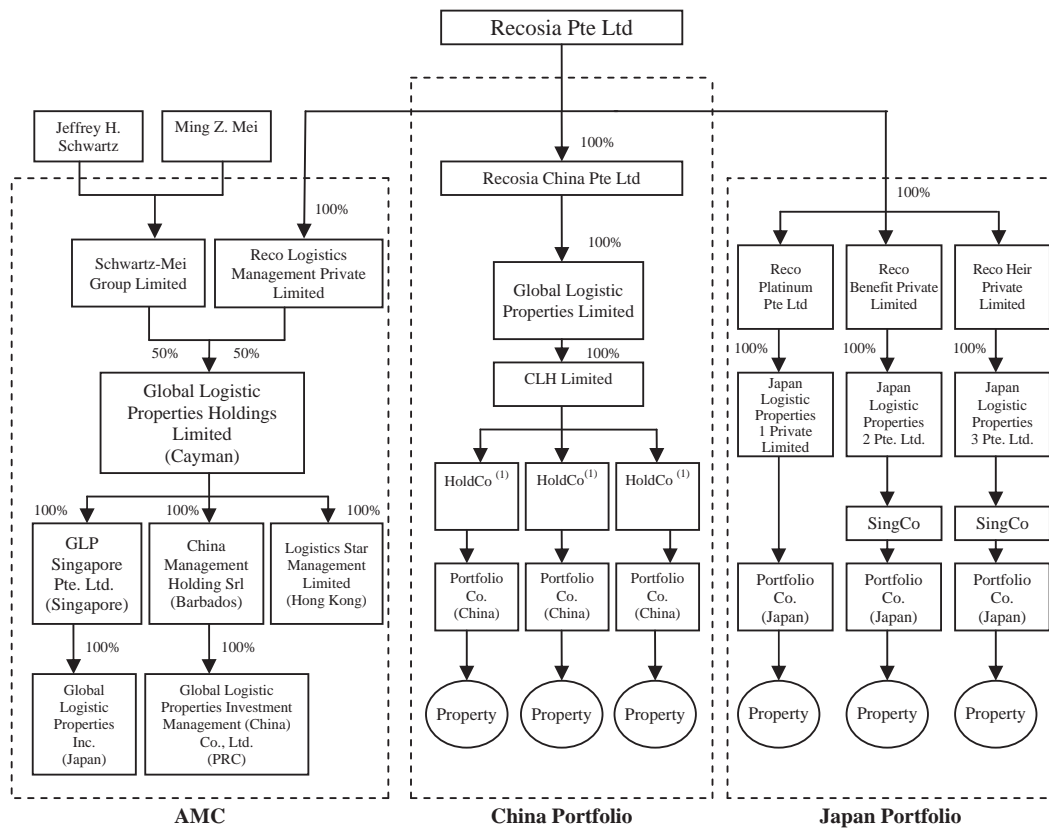 Recosia Pte Ltd
Jeffrey H.
Schwartz
Ming Z. Mei
100%
Recosia China Pte Ltd
100%
100%
100%
Schwartz-Mei
Group Limited
Reco Logistics
Management Private
Limited
Global Logistic
Properties Limited
Reco
Platinum
Pte Ltd
Reco
Benefit Private
Limited
Reco Heir
Private
Limited
50%
50%
100%
100%
100%
100%
Global Logistic
Properties Holdings
Limited
(Cayman)
CLH Limited
Japan
Logistic
Properties
1 Private
Limited
Japan
Logistic
Properties
2 Pte. Ltd.
Japan
Logistic
Properties
3 Pte. Ltd.
HoldCo (1)
HoldCo (1)
HoldCo (1)
100%
100%
100%
GLP
Singapore
Pte. Ltd.
(Singapore)
China
Management
Holding Srl
(Barbados)
Logistics Star
Management
Limited
(Hong Kong)
SingCo
SingCo
Portfolio
Co.
(China)
Portfolio
Co.
(China)
Portfolio
Co.
(China)
Portfolio
Co.
(Japan)
Portfolio
Co.
(Japan)
Portfolio
Co.
(Japan)
100%
100%
Global
Logistic
Properties
Inc.
(Japan)
Global Logistic
Properties Investment
Management (China)
Co., Ltd.
(PRC)
Property
Property
Property
Property
Property
Property
AMC
China Portfolio
Japan Portfolio